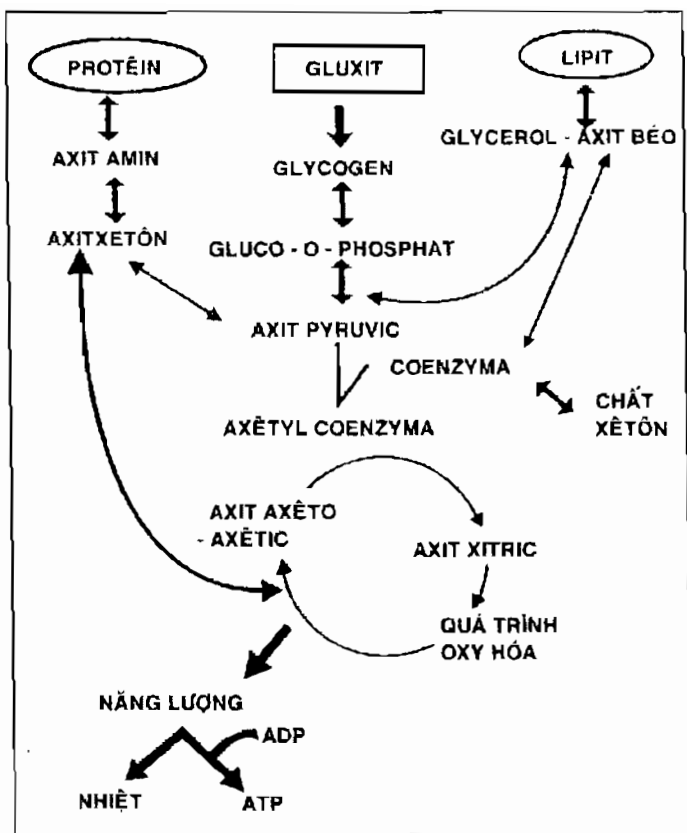 PROTÊIN
GLUXIT
LIPIT
AXIT AMIN
GLYCEROL - AXIT BÉO
GLYCOGEN
AXITXETÔN
GLUCO - O - PHOSPHAT
AXIT PYRUVIC
COENZYMA
CHẤT
XÊTÔN
AXÊTYL COENZYMA
AXIT AXÊTO
- AXÊTIC
AXIT XITRIC
QUÁ TRÌNH
OXY HÓA
NĂNG LƯỢNG
ADP
NHIỆT
ATP